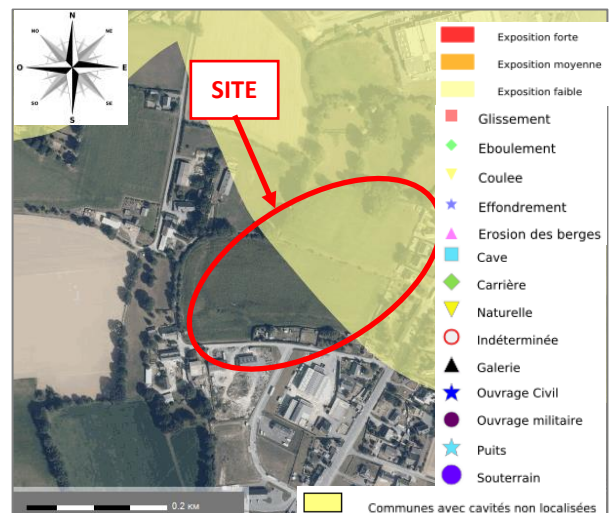 N
NO
NE
O
E
SO
SE
S
SITE
Exposition forte
Exposition moyenne
Exposition faible
Glissement
Eboulement
Coulee
Effondrement
Erosion des berges
Cave
Carrière
Naturelle
Indéterminée
Galerie
Ouvrage Civil
Ouvrage militaire
Puits
Souterrain
0.2 KM
Communes avec cavités non localisées